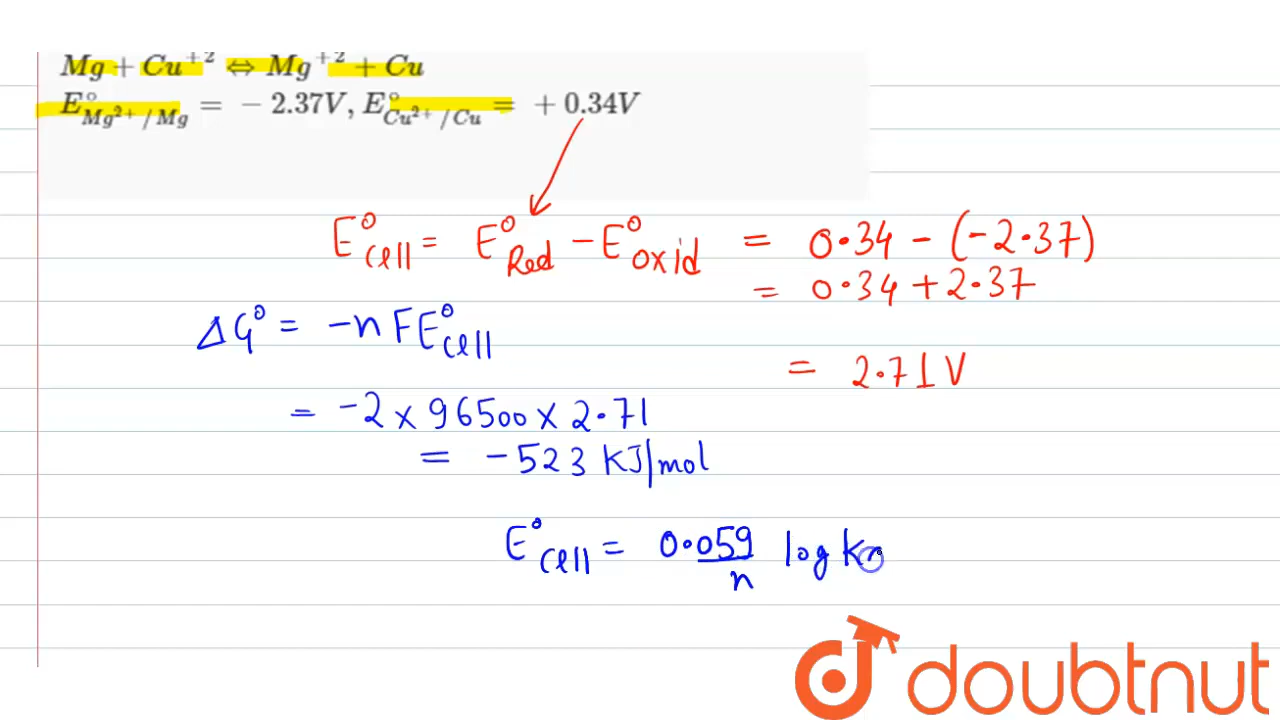 Mg + Cu⁺² ⇔ Mg⁺² + Cu
E°Mg²⁺/Mg = − 2.37V, E°Cu²⁺/Cu = + 0.34V
E°cell = E°Red − E°oxid = 0.34 − (−2.37)
= 0.34 + 2.37
ΔG° = −nFE°cell
= 2.71V
= −2 × 96500 × 2.71
= −523 KJ/mol
E°cell = 0.059/n log
doubtnut